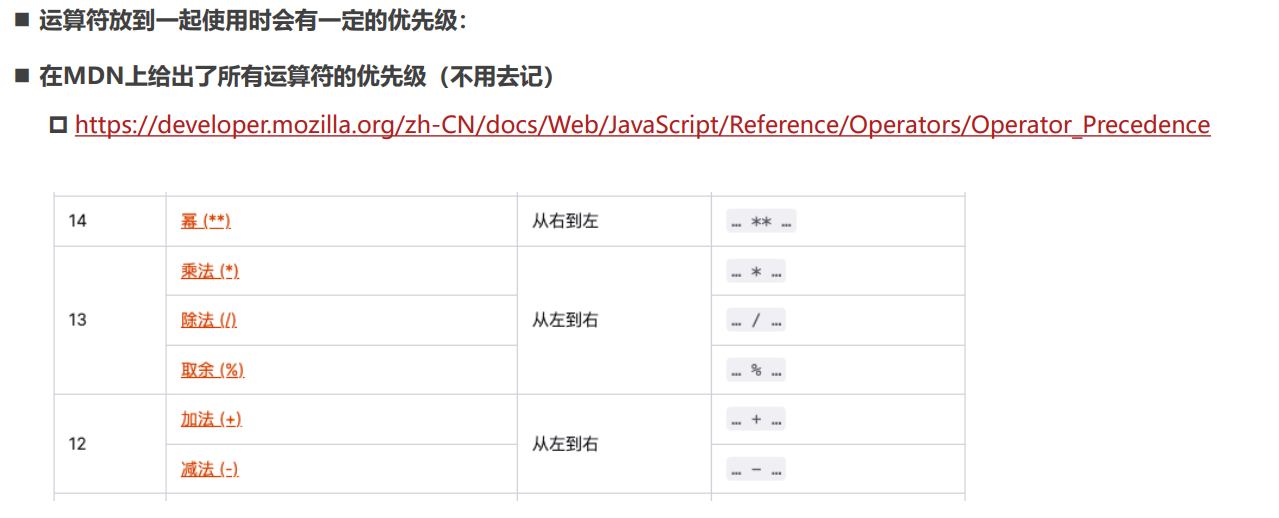 ■ 运算符放到一起使用时会有一定的优先级：
■ 在MDN上给出了所有运算符的优先级（不用去记）
https://developer.mozilla.org/zh-CN/docs/Web/JavaScript/Reference/Operators/Operator_Precedence
14 幂 (**) 从右到左 … ** …
乘法 (*) … * …
13 除法 (/) 从左到右 … / …
取余 (%) … % …
加法 (+) … + …
12 从左到右
减法 (-) … − …